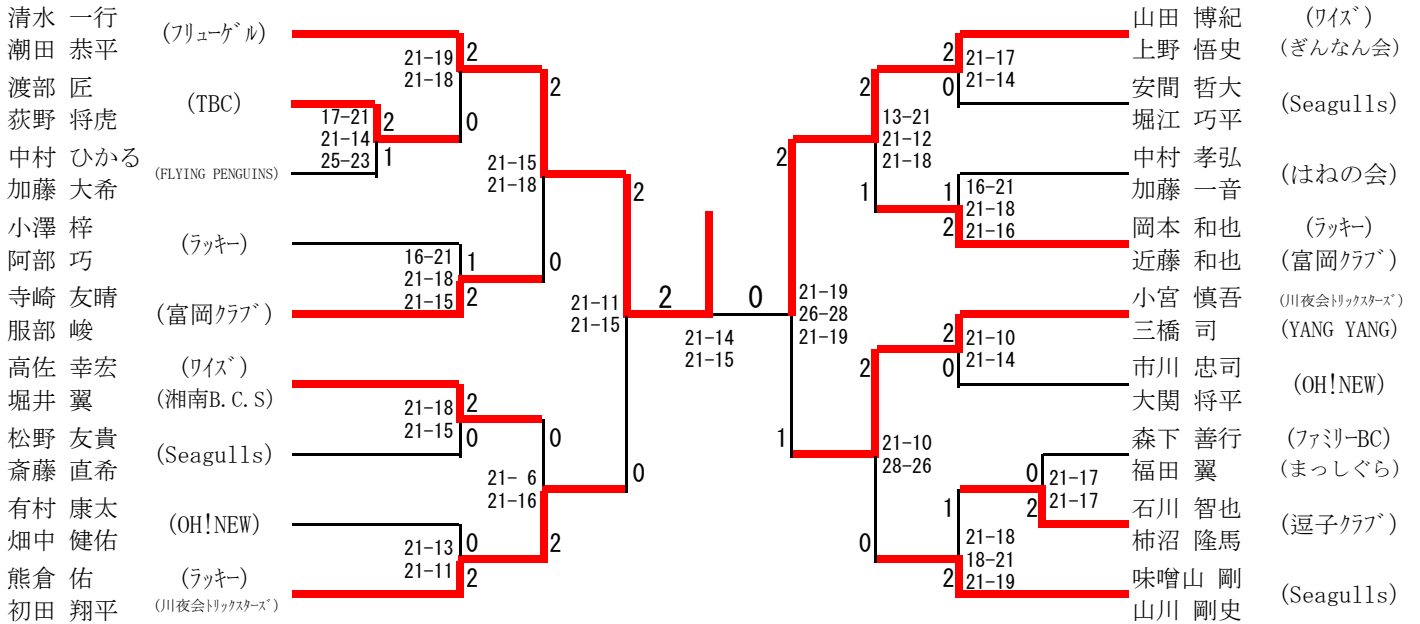 清水 一行
潮田 恭平
(フリューゲル)
渡部 匠
荻野 将虎
(TBC)
中村 ひかる
加藤 大希
(FLYING PENGUINS)
小澤 梓
阿部 巧
(ラッキー)
寺崎 友晴
服部 峻
(富岡クラブ)
高佐 幸宏
(ワイズ)
堀井 翼
(湘南B.C.S)
松野 友貴
斎藤 直希
(Seagulls)
有村 康太
畑中 健佑
(OH!NEW)
熊倉 佑
(ラッキー)
初田 翔平
(川夜会トリックスターズ)
21-19
21-18
2
0
17-21
21-14
25-23
2
1
16-21
21-18
21-15
1
2
21-15
21-18
2
0
21-18
21-15
2
0
21-13
21-11
0
2
21- 6
21-16
0
2
21-11
21-15
2
0
2
0
21-14
21-15
21-19
26-28
21-19
2
1
13-21
21-12
21-18
2
1
21-17
21-14
2
0
16-21
21-18
21-16
1
2
21-10
28-26
2
0
21-10
21-14
2
0
21-17
21-17
0
2
21-18
18-21
21-19
1
2
山田 博紀
(ワイズ)
上野 悟史
(ぎんなん会)
安間 哲大
堀江 巧平
(Seagulls)
中村 孝弘
加藤 一音
(はねの会)
岡本 和也
(ラッキー)
近藤 和也
(富岡クラブ)
小宮 慎吾
(川夜会トリックスターズ)
三橋 司
(YANG YANG)
市川 忠司
大関 将平
(OH!NEW)
森下 善行
(ファミリーBC)
福田 翼
(まっしぐら)
石川 智也
柿沼 隆馬
(逗子クラブ)
味噌山 剛
山川 剛史
(Seagulls)